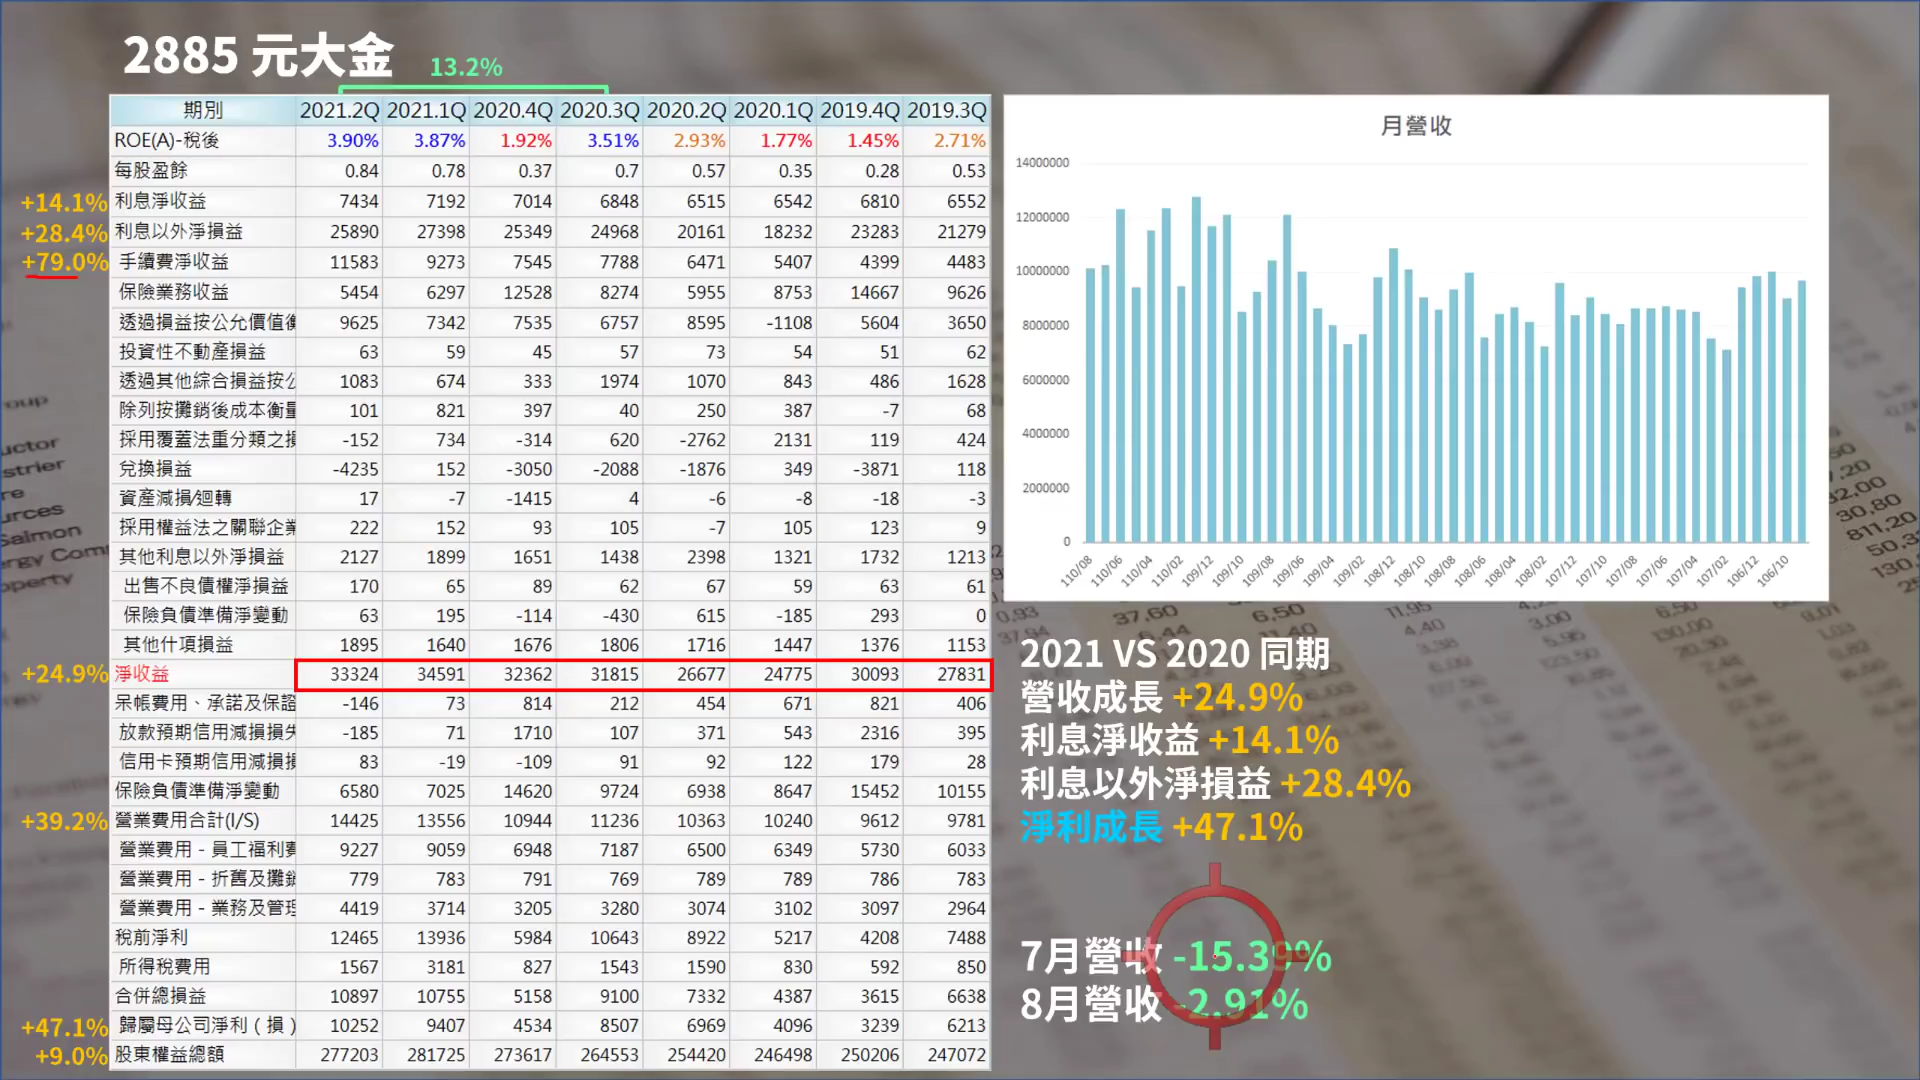 2885 元大金
13.2%
期別 2021.2Q 2021.1Q 2020.4Q 2020.3Q 2020.2Q 2020.1Q 2019.4Q 2019.3Q
ROE(A)-稅後 3.90% 3.87% 1.92% 3.51% 2.93% 1.77% 1.45% 2.71%
每股盈餘 0.84 0.78 0.37 0.7 0.57 0.35 0.28 0.53
+14.1% 利息淨收益 7434 7192 7014 6848 6515 6542 6810 6552
+28.4% 利息以外淨損益 25890 27398 25349 24968 20161 18232 23283 21279
+79.0% 手續費淨收益 11583 9273 7545 7788 6471 5407 4399 4483
保險業務收益 5454 6297 12528 8274 5955 8753 14667 9626
透過損益按公允價值衡 9625 7342 7535 6757 8595 -1108 5604 3650
投資性不動產損益 63 59 45 57 73 54 51 62
透過其他綜合損益按公 1083 674 333 1974 1070 843 486 1628
除列按攤銷後成本衡量 101 821 397 40 250 387 -7 68
採用覆蓋法重分類之損 -152 734 -314 620 -2762 2131 119 424
兌換損益 -4235 152 -3050 -2088 -1876 349 -3871 118
資產減損/迴轉 17 -7 -1415 4 -6 -8 -18 -3
採用權益法之關聯企業 222 152 93 105 -7 105 123 9
其他利息以外淨損益 2127 1899 1651 1438 2398 1321 1732 1213
出售不良債權淨損益 170 65 89 62 67 59 63 61
保險負債準備淨變動 63 195 -114 -430 615 -185 293 0
其他什項損益 1895 1640 1676 1806 1716 1447 1376 1153
+24.9% 淨收益 33324 34591 32362 31815 26677 24775 30093 27831
呆帳費用、承諾及保證 -146 73 814 212 454 671 821 406
放款預期信用減損損失 -185 71 1710 107 371 543 2316 395
信用卡預期信用減損損 83 -19 -109 91 92 122 179 28
保險負債準備淨變動 6580 7025 14620 9724 6938 8647 15452 10155
+39.2% 營業費用合計(I/S) 14425 13556 10944 11236 10363 10240 9612 9781
營業費用－員工福利費 9227 9059 6948 7187 6500 6349 5730 6033
營業費用－折舊及攤銷 779 783 791 769 789 789 786 783
營業費用－業務及管理 4419 3714 3205 3280 3074 3102 3097 2964
稅前淨利 12465 13936 5984 10643 8922 5217 4208 7488
所得稅費用 1567 3181 827 1543 1590 830 592 850
合併總損益 10897 10755 5158 9100 7332 4387 3615 6638
+47.1% 歸屬母公司淨利（損） 10252 9407 4534 8507 6969 4096 3239 6213
+9.0% 股東權益總額 277203 281725 273617 264553 254420 246498 250206 247072
月營收
14000000
12000000
10000000
8000000
6000000
4000000
2000000
0
110/08 110/06 110/04 110/02 109/12 109/10 109/08 109/06 109/04 109/02 108/12 108/10 108/08 108/06 108/04 108/02 107/12 107/10 107/08 107/06 107/04 107/02 106/12 106/10
2021 VS 2020 同期
營收成長 +24.9%
利息淨收益 +14.1%
利息以外淨損益 +28.4%
淨利成長 +47.1%
7月營收 -15.39%
8月營收 -2.91%